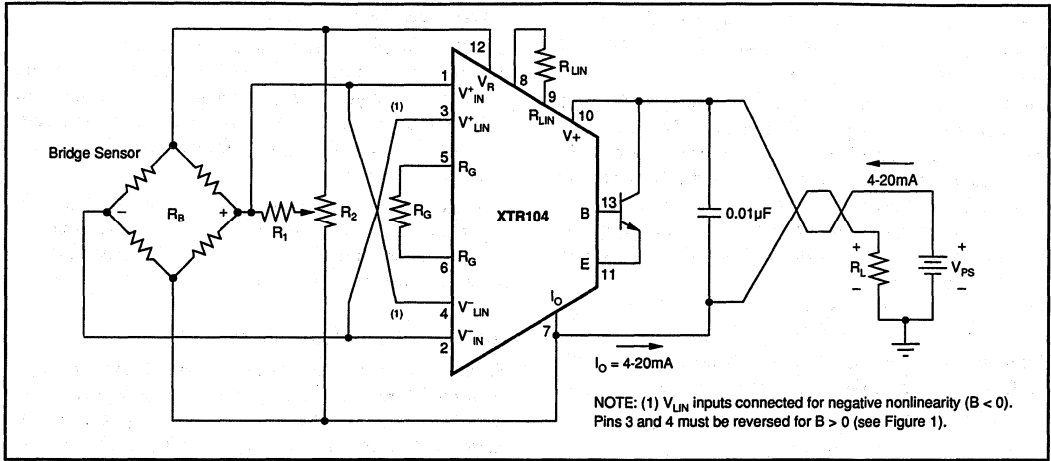 12
V_R
8
R_LIN
1
V⁺_IN
9
R_LIN
10
V+
(1)
3
V⁺_LIN
Bridge Sensor
5
R_G
4-20mA
−
R_B
+
R_1
R_2
R_G
XTR104
B
13
0.01µF
R_G
6
E
11
+
R_L
−
+
V_PS
−
(1)
4
V⁻_LIN
I_O
7
V⁻_IN
2
I_O = 4-20mA
NOTE: (1) V_LIN inputs connected for negative nonlinearity (B < 0).
Pins 3 and 4 must be reversed for B > 0 (see Figure 1).